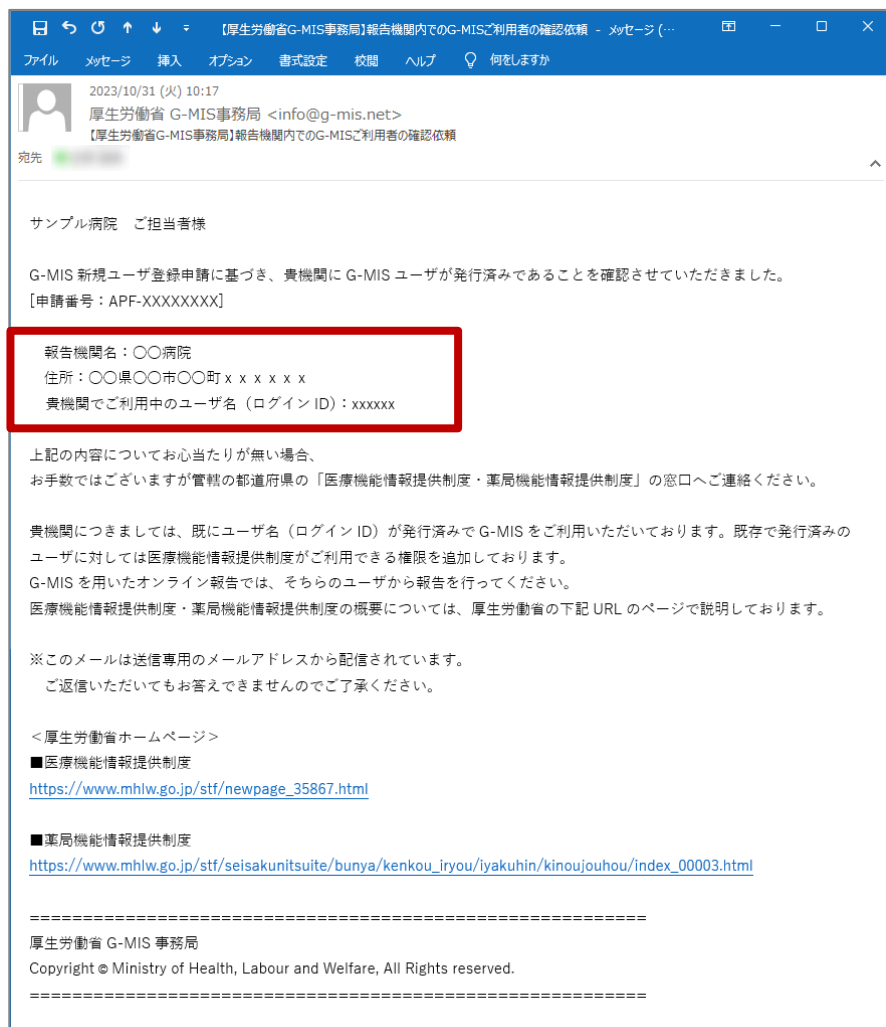 【厚生労働省G-MIS事務局】報告機関内でのG-MISご利用者の確認依頼 - メッセージ (…
ファイル メッセージ 挿入 オプション 書式設定 校閲 ヘルプ 何をしますか
2023/10/31 (火) 10:17
厚生労働省 G-MIS事務局 <info@g-mis.net>
【厚生労働省G-MIS事務局】報告機関内でのG-MISご利用者の確認依頼
宛先
サンプル病院　ご担当者様
G-MIS 新規ユーザ登録申請に基づき、貴機関に G-MIS ユーザが発行済みであることを確認させていただきました。
[申請番号：APF-XXXXXXXX]
報告機関名：〇〇病院
住所：〇〇県〇〇市〇〇町ｘｘｘｘｘｘ
貴機関でご利用中のユーザ名（ログイン ID）：xxxxxx
上記の内容についてお心当たりが無い場合、
お手数ではございますが管轄の都道府県の「医療機能情報提供制度・薬局機能情報提供制度」の窓口へご連絡ください。
貴機関につきましては、既にユーザ名（ログイン ID）が発行済みで G-MIS をご利用いただいております。既存で発行済みの
ユーザに対しては医療機能情報提供制度がご利用できる権限を追加しております。
G-MIS を用いたオンライン報告では、そちらのユーザから報告を行ってください。
医療機能情報提供制度・薬局機能情報提供制度の概要については、厚生労働省の下記 URL のページで説明しております。
※このメールは送信専用のメールアドレスから配信されています。
ご返信いただいてもお答えできませんのでご了承ください。
＜厚生労働省ホームページ＞
■医療機能情報提供制度
https://www.mhlw.go.jp/stf/newpage_35867.html
■薬局機能情報提供制度
https://www.mhlw.go.jp/stf/seisakunitsuite/bunya/kenkou_iryou/iyakuhin/kinoujouhou/index_00003.html
==========================================================
厚生労働省 G-MIS 事務局
Copyright © Ministry of Health, Labour and Welfare, All Rights reserved.
==========================================================